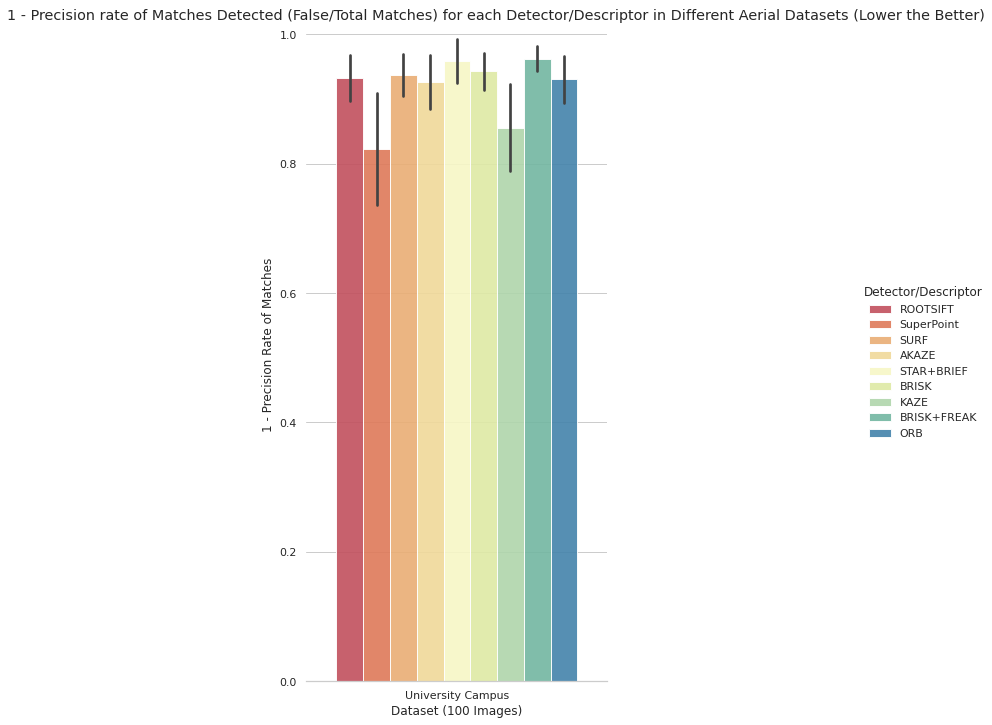 1 - Precision rate of Matches Detected (False/Total Matches) for each Detector/Descriptor in Different Aerial Datasets (Lower the Better)
1.0
0.8
0.6
0.4
0.2
0.0
1 - Precision Rate of Matches
University Campus
Dataset (100 Images)
Detector/Descriptor
ROOTSIFT
SuperPoint
SURF
AKAZE
STAR+BRIEF
BRISK
KAZE
BRISK+FREAK
ORB